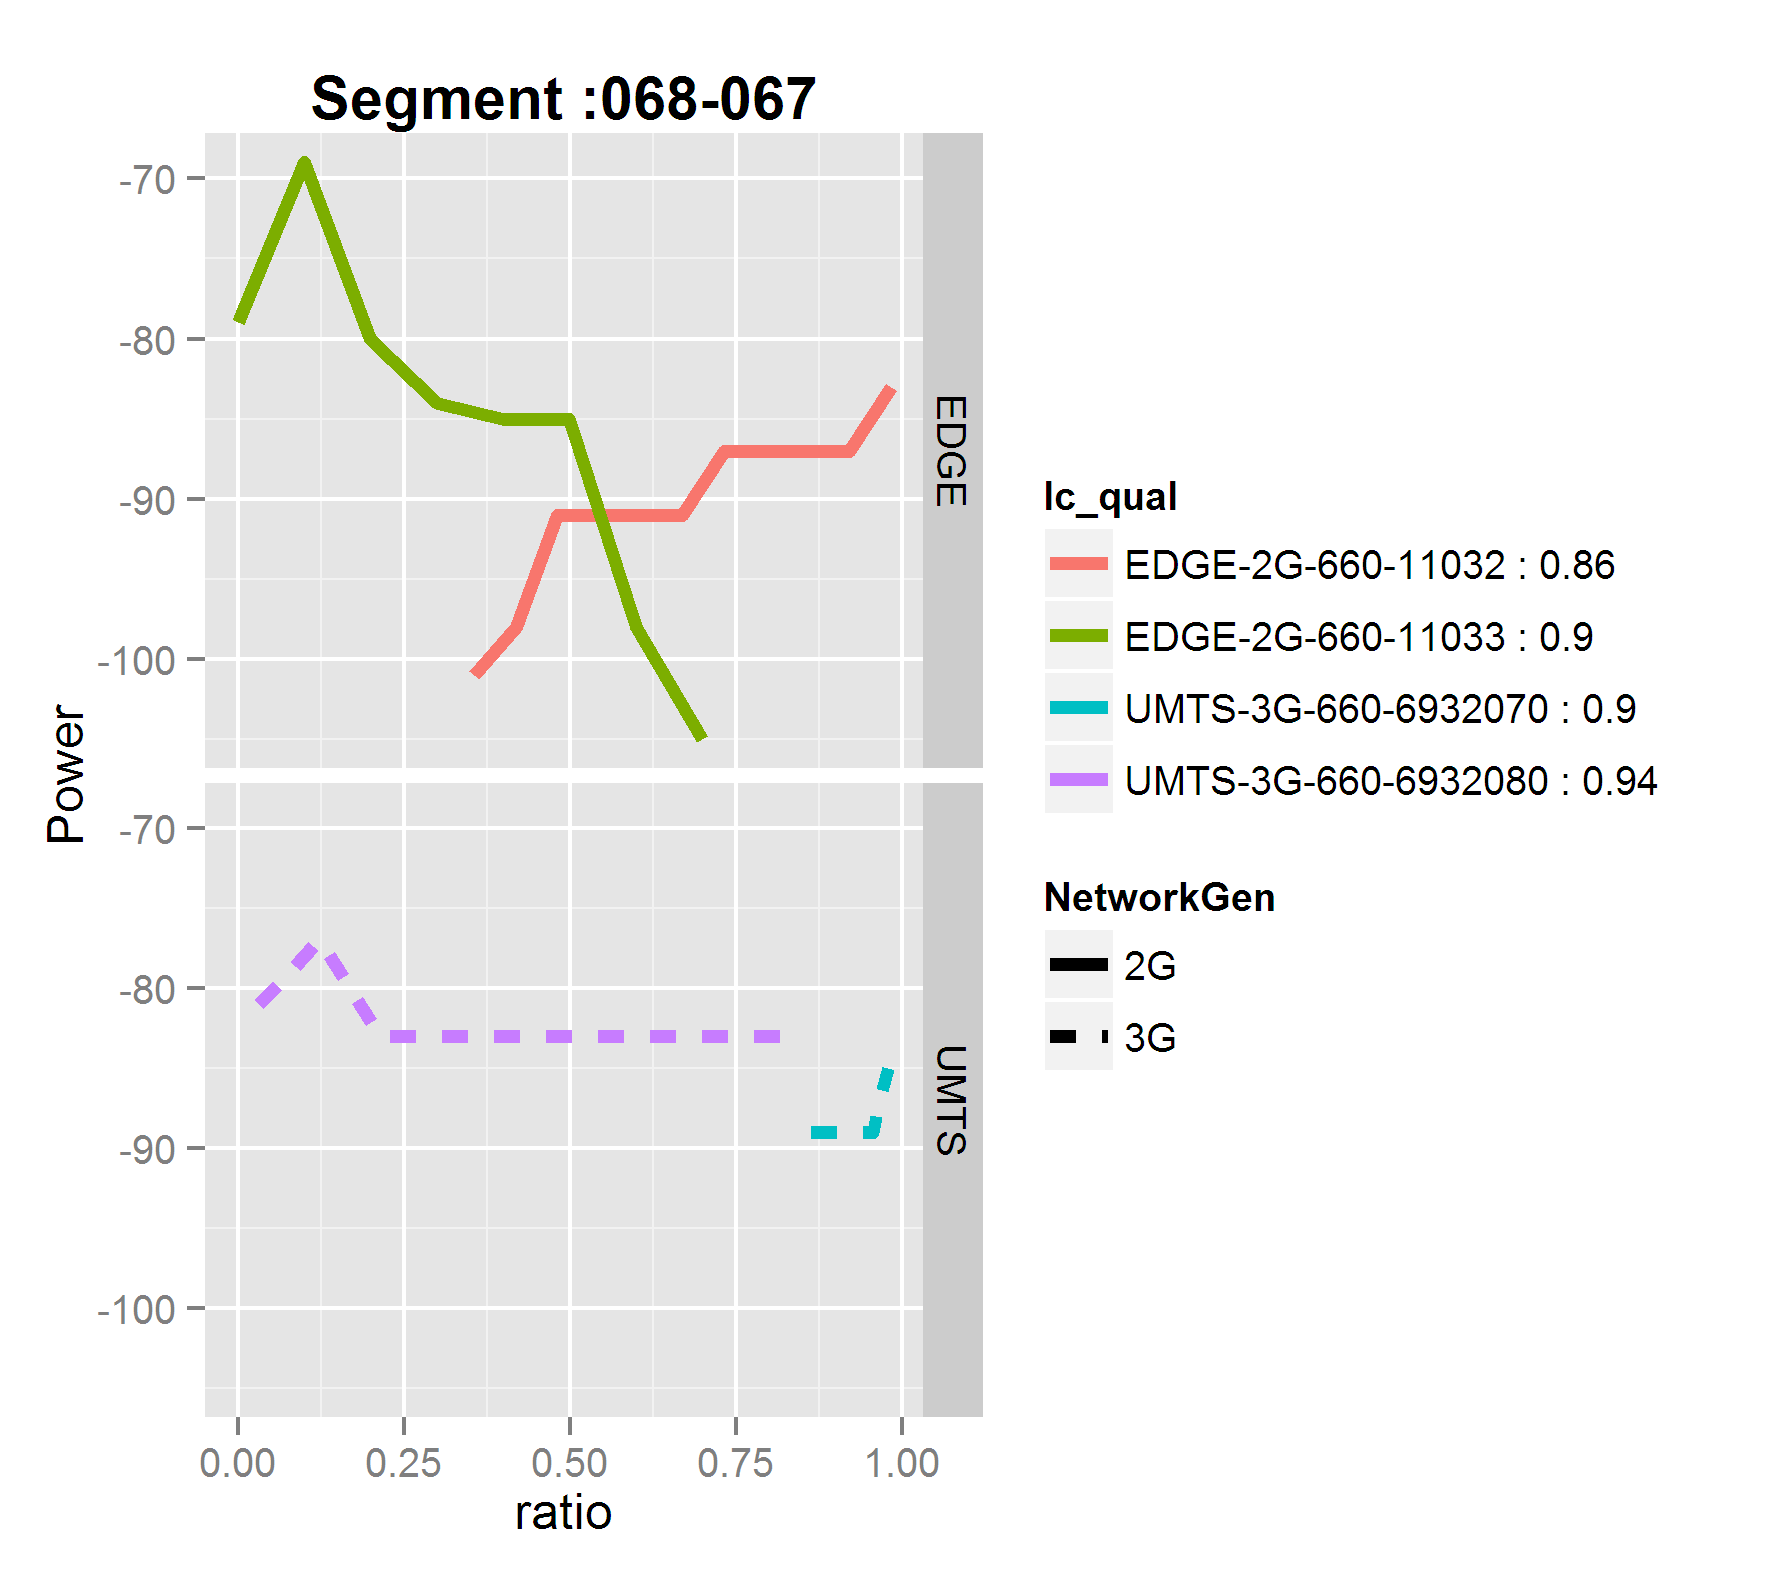 Segment :068-067
-70
-80
-90
-100
EDGE
Power
-70
-80
-90
-100
UMTS
0.00 0.25 0.50 0.75 1.00
ratio
lc_qual
EDGE-2G-660-11032 : 0.86
EDGE-2G-660-11033 : 0.9
UMTS-3G-660-6932070 : 0.9
UMTS-3G-660-6932080 : 0.94
NetworkGen
2G
3G